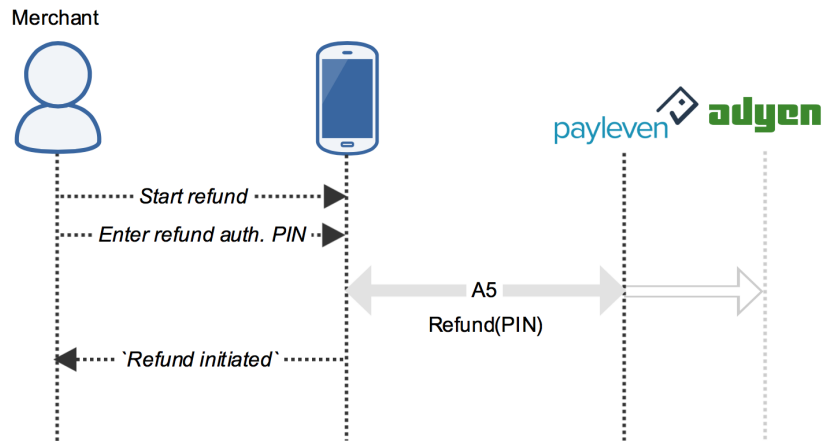 Merchant
payleven adyen
Start refund
Enter refund auth. PIN
A5
Refund(PIN)
`Refund initiated`